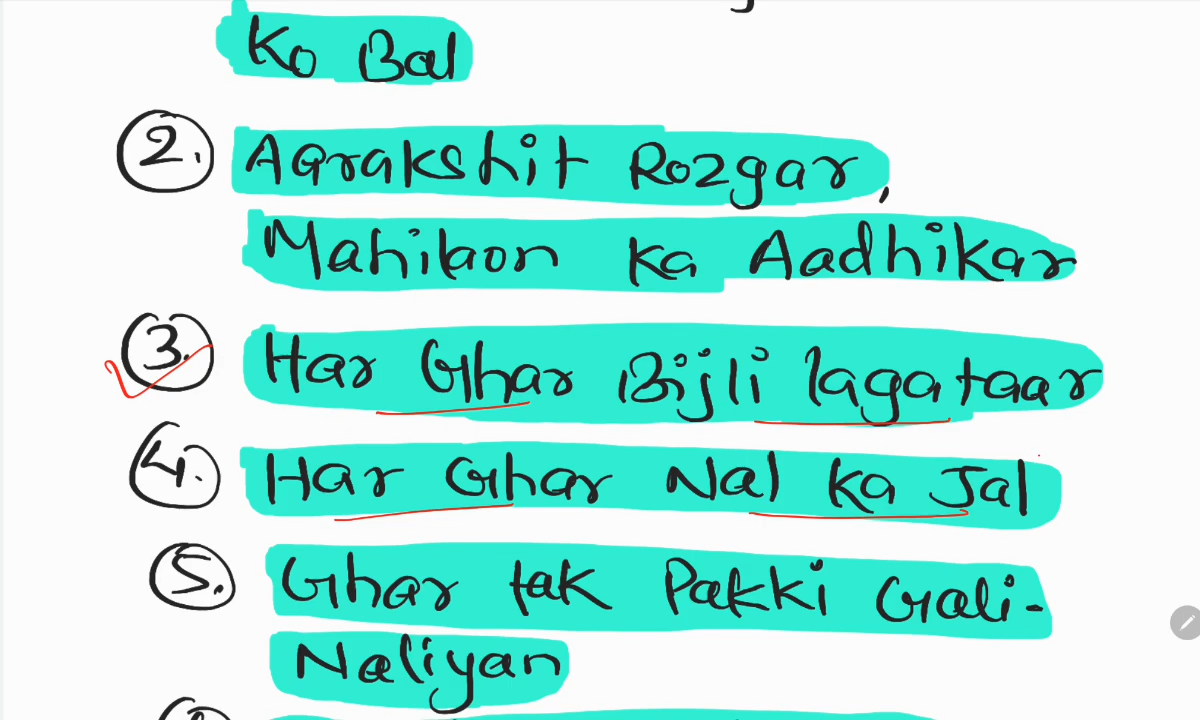 Ko Bal
2. Aarakshit Rozgar,
Mahilaon Ka Aadhikar
3. Har Ghar Bijli lagataar
4. Har Ghar Nal Ka Jal
5. Ghar tak Pakki Gali-
Naliyan